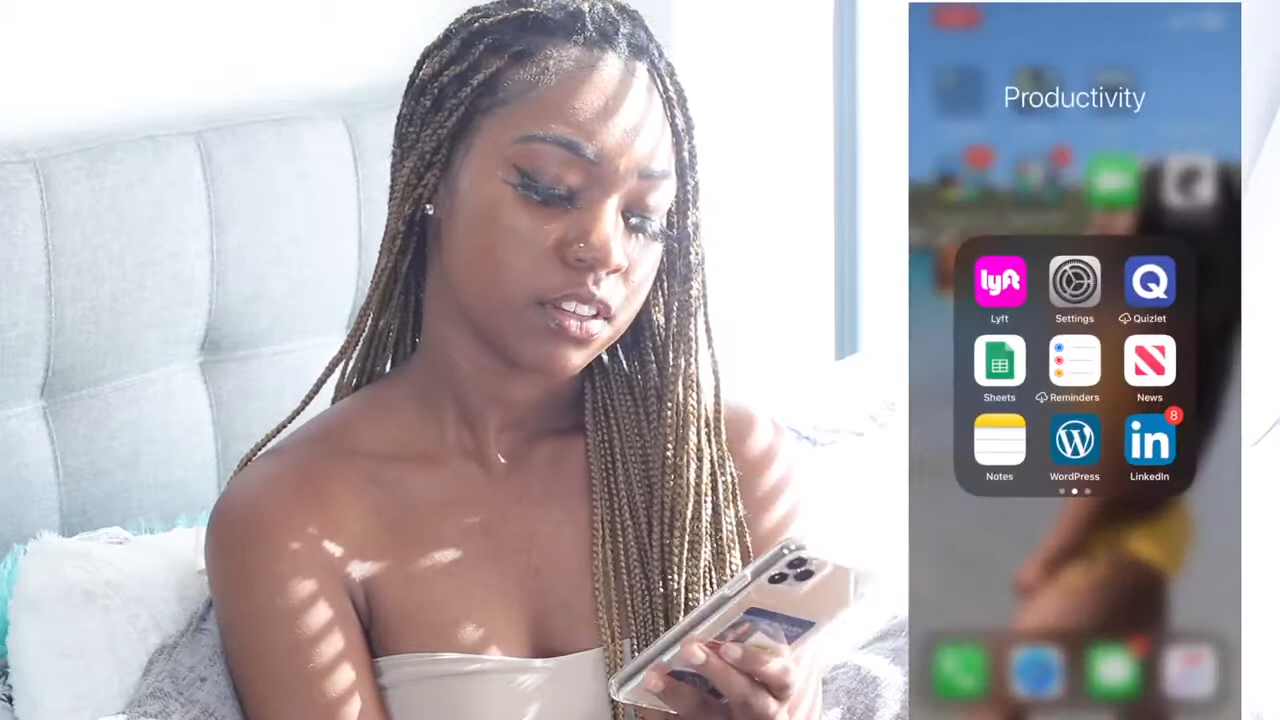 Productivity
lyft
Lyft
Settings
Quizlet
Sheets
Reminders
News
8
Notes
WordPress
in
LinkedIn